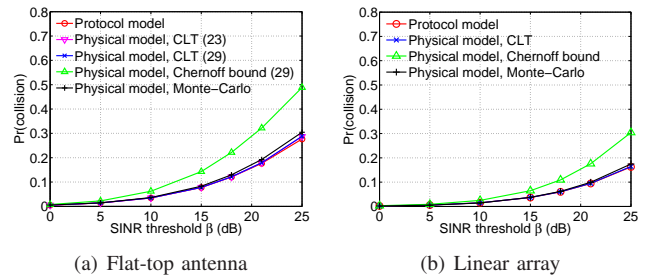 0.8
0.7
0.6
0.5
0.4
0.3
0.2
0.1
0
Pr(collision)
Protocol model
Physical model, CLT (23)
Physical model, CLT (29)
Physical model, Chernoff bound (29)
Physical model, Monte−Carlo
0 5 10 15 20 25
SINR threshold β (dB)
(a) Flat-top antenna
0.8
0.7
0.6
0.5
0.4
0.3
0.2
0.1
0
Pr(collision)
Protocol model
Physical model, CLT
Physical model, Chernoff bound
Physical model, Monte−Carlo
0 5 10 15 20 25
SINR threshold β (dB)
(b) Linear array